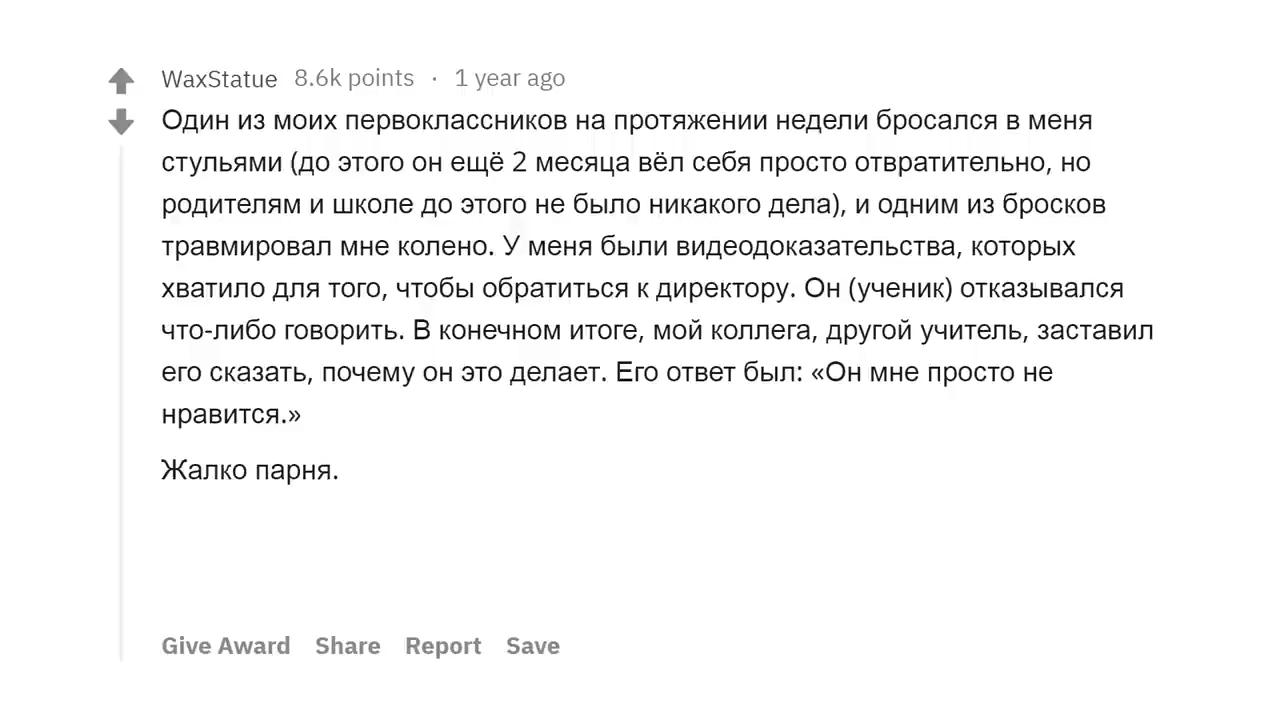 WaxStatue 8.6k points · 1 year ago
Один из моих первоклассников на протяжении недели бросался в меня
стульями (до этого он ещё 2 месяца вёл себя просто отвратительно, но
родителям и школе до этого не было никакого дела), и одним из бросков
травмировал мне колено. У меня были видеодоказательства, которых
хватило для того, чтобы обратиться к директору. Он (ученик) отказывался
что-либо говорить. В конечном итоге, мой коллега, другой учитель, заставил
его сказать, почему он это делает. Его ответ был: «Он мне просто не
нравится.»
Жалко парня.
Give Award Share Report Save